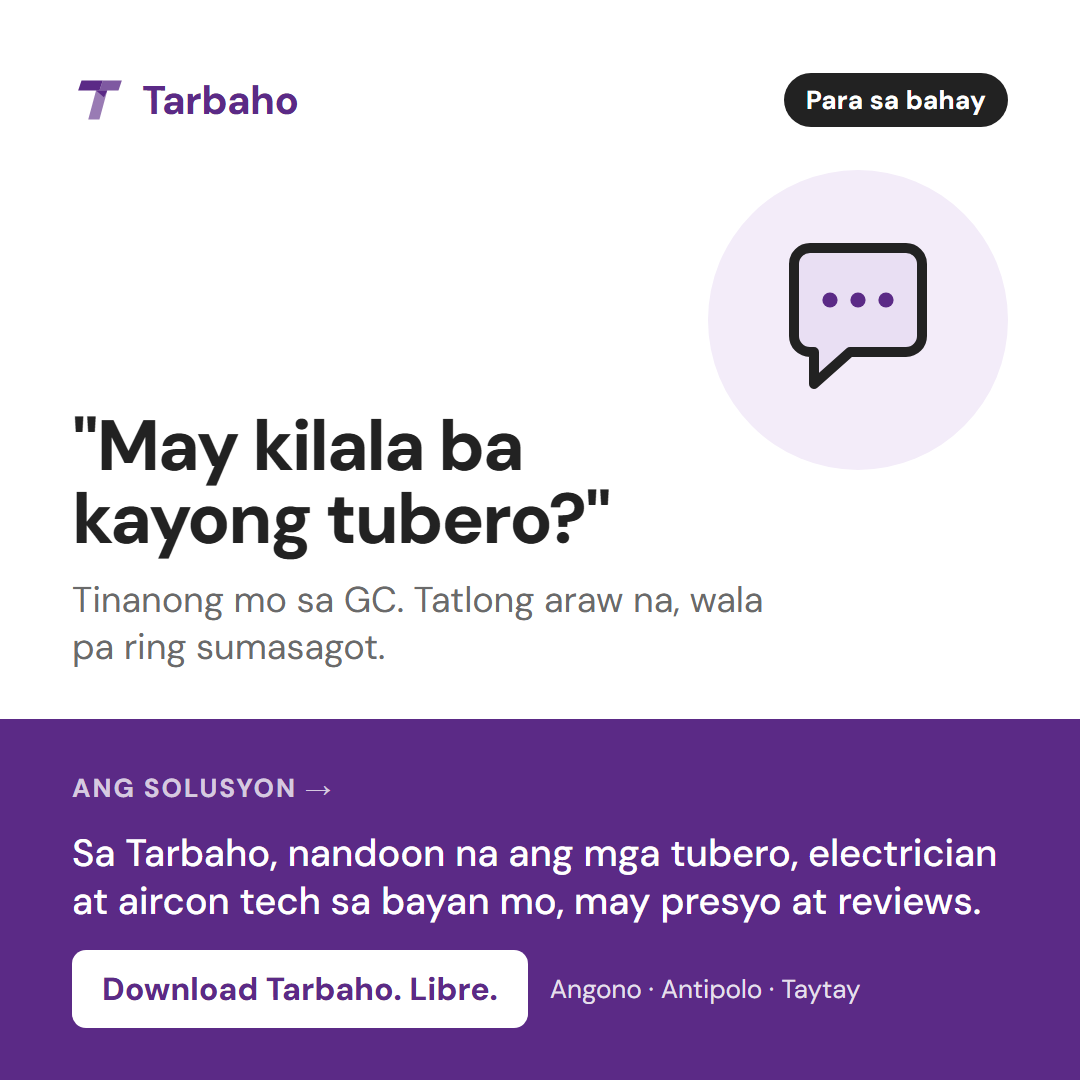 Tarbaho
Para sa bahay
"May kilala ba
kayong tubero?"
Tinanong mo sa GC. Tatlong araw na, wala
pa ring sumasagot.
ANG SOLUSYON →
Sa Tarbaho, nandoon na ang mga tubero, electrician
at aircon tech sa bayan mo, may presyo at reviews.
Download Tarbaho. Libre.
Angono · Antipolo · Taytay